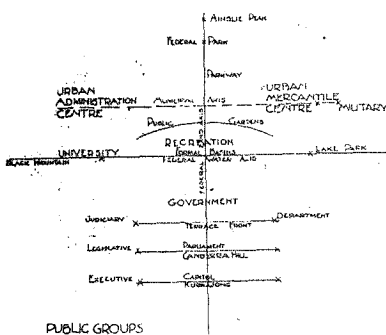 AINSLIE PEAK
FEDERAL PARK
PARKWAY
URBAN ADMINISTRATION CENTRE
MUNICIPAL AXIS
URBAN MERCANTILE CENTRE
MILITARY
PUBLIC GARDENS
LAND
RECREATION
BLACK MOUNTAIN
UNIVERSITY
FORMAL BASINS
FEDERAL WATER AXIS
LAKE PARK
FEDERAL
GOVERNMENT
JUDICIARY
TERRACE FRONT
DEPARTMENT
LEGISLATIVE
PARLIAMENT
CANBERRA HILL
EXECUTIVE
CAPITOL
KURRAJONG
PUBLIC GROUPS